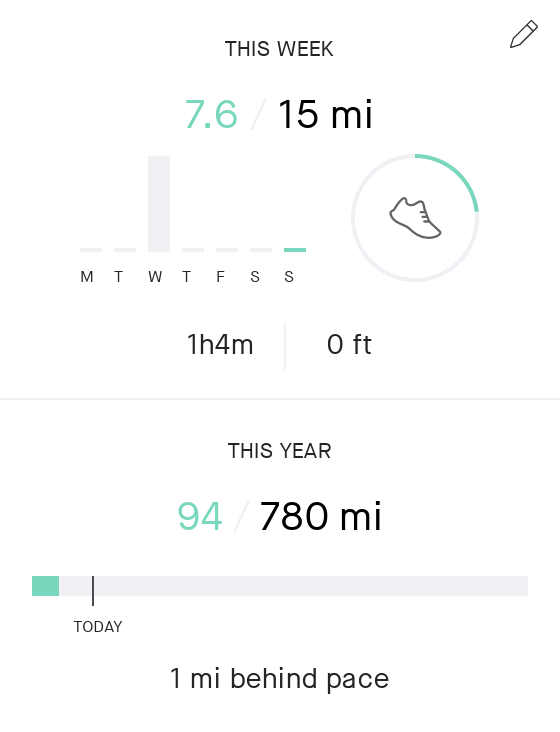 THIS WEEK
7.6 / 15 mi
M T W T F S S
1h4m 0 ft
THIS YEAR
94 / 780 mi
TODAY
1 mi behind pace